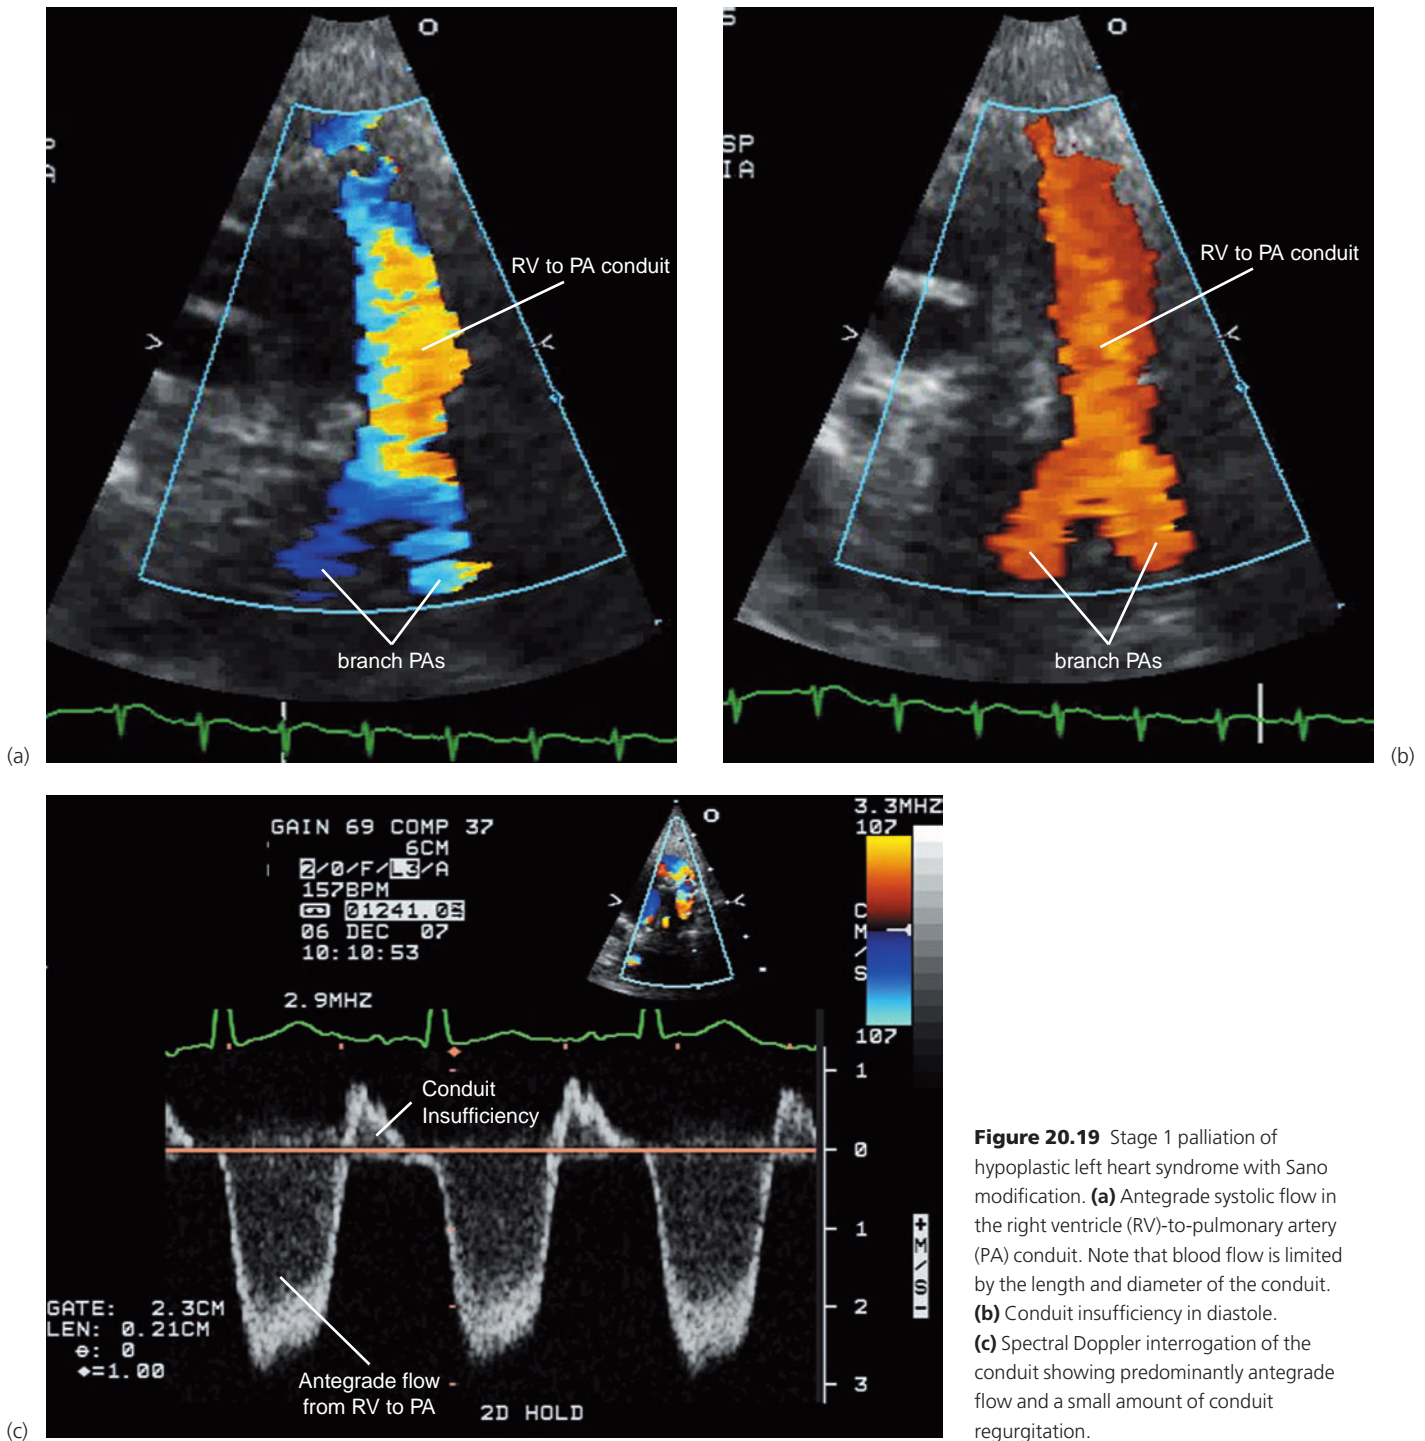 RV to PA conduit
branch PAs
(a)
SP
IA
RV to PA conduit
branch PAs
(b)
GAIN 69 COMP 37
6CM
2/0/F/L3/A
157BPM
06 DEC 07
10:10:53
2.9MHZ
3.3MHZ
107
CM/S
107
Conduit
Insufficiency
1
0
1
2
3
+M/S-
GATE: 2.3CM
LEN: 0.21CM
θ: 0
◆=1.00
Antegrade flow
from RV to PA
2D HOLD
(c)
Figure 20.19 Stage 1 palliation of
hypoplastic left heart syndrome with Sano
modification. (a) Antegrade systolic flow in
the right ventricle (RV)-to-pulmonary artery
(PA) conduit. Note that blood flow is limited
by the length and diameter of the conduit.
(b) Conduit insufficiency in diastole.
(c) Spectral Doppler interrogation of the
conduit showing predominantly antegrade
flow and a small amount of conduit
regurgitation.